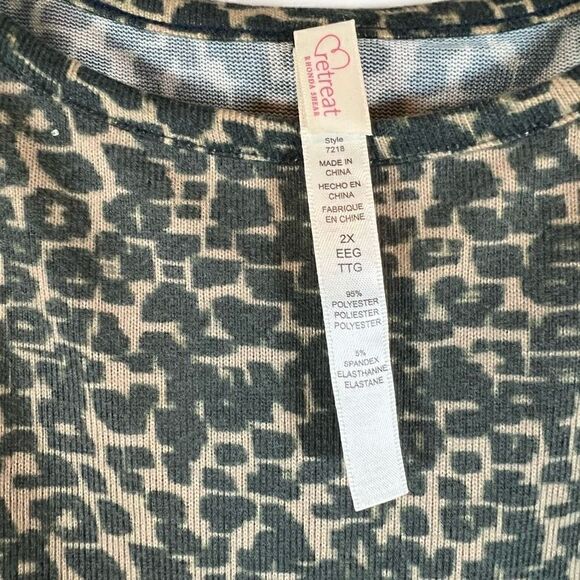 retreat
RHONDA SHEAR
Style
7218
MADE IN
CHINA
HECHO EN
CHINA
FABRIQUE
EN CHINE
2X
EEG
TTG
95%
POLYESTER
POLIESTER
POLYESTER
5%
SPANDEX
ELASTHANNE
ELASTANE